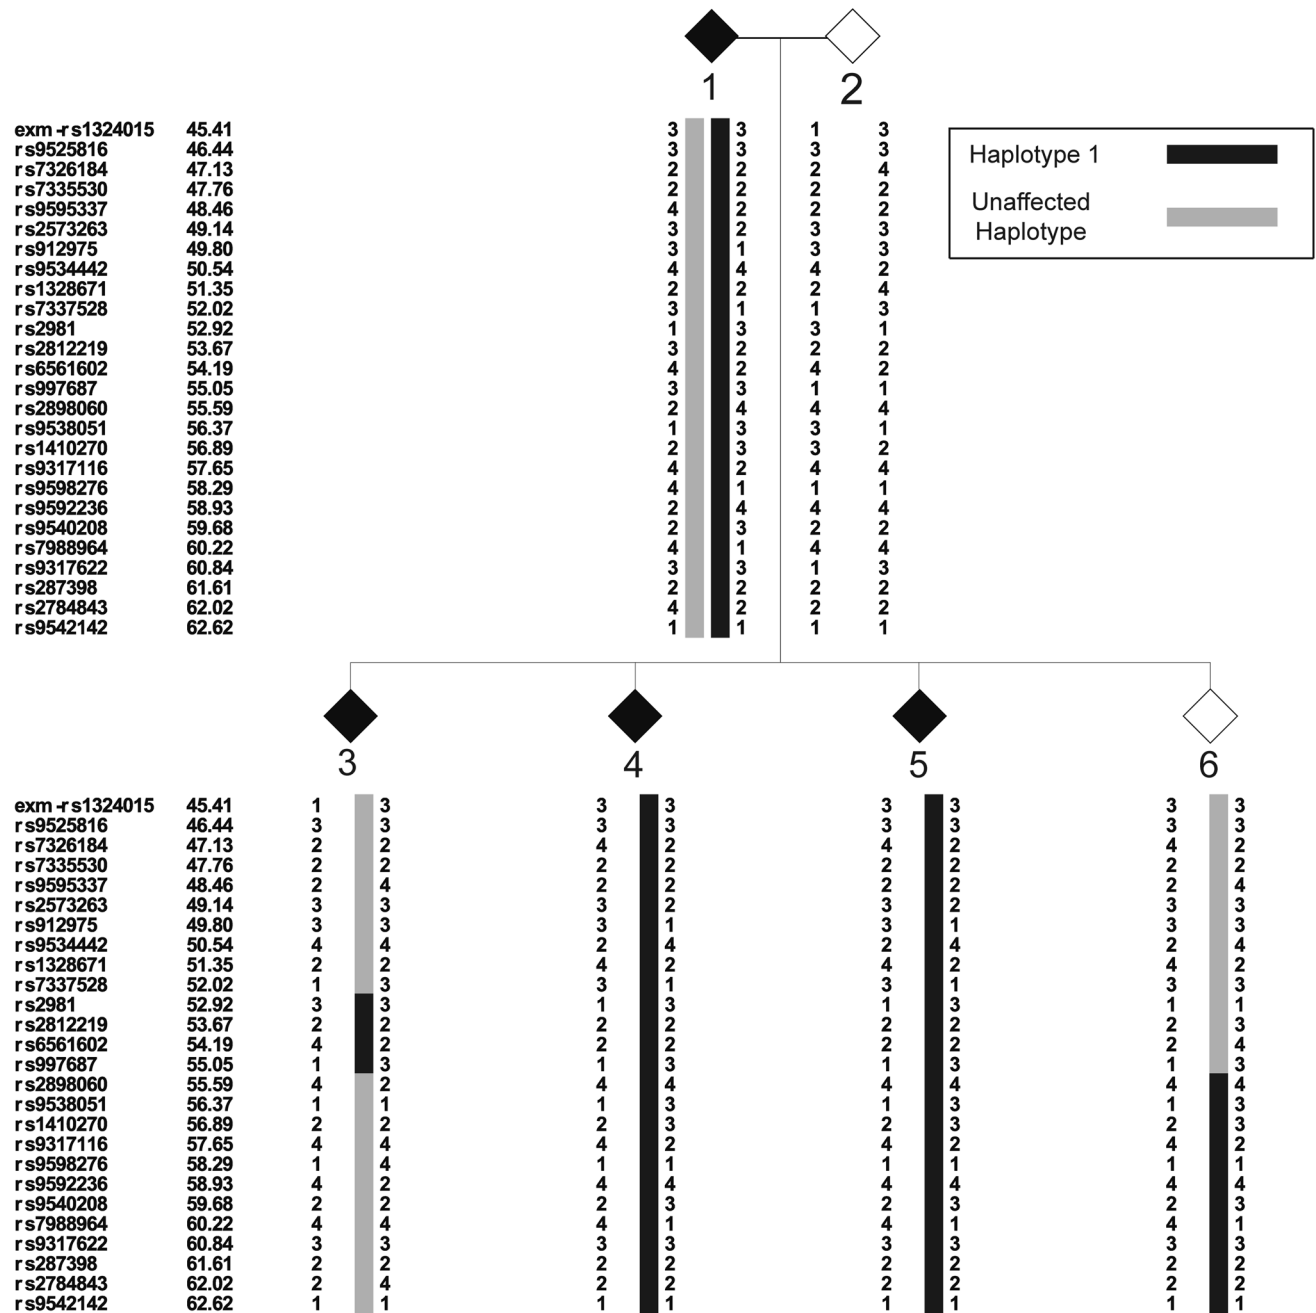 1 2
exm-rs1324015 45.41 3 3 1 3
rs9525816 46.44 3 3 3 3
rs7326184 47.13 2 2 2 4
rs7335530 47.76 2 2 2 2
rs9595337 48.46 4 2 2 2
rs2573263 49.14 3 2 3 3
rs912975 49.80 3 1 3 3
rs9534442 50.54 4 4 4 2
rs1328671 51.35 2 2 2 4
rs7337528 52.02 3 1 1 3
rs2981 52.92 1 3 3 1
rs2812219 53.67 3 2 2 2
rs6561602 54.19 4 2 4 2
rs997687 55.05 3 3 1 1
rs2898060 55.59 2 4 4 4
rs9538051 56.37 1 3 3 1
rs1410270 56.89 2 3 3 2
rs9317116 57.65 4 2 4 4
rs9598276 58.29 4 1 1 1
rs9592236 58.93 2 4 4 4
rs9540208 59.68 2 3 2 2
rs7988964 60.22 4 1 4 4
rs9317622 60.84 3 3 1 3
rs287398 61.61 2 2 2 2
rs2784843 62.02 4 2 2 2
rs9542142 62.62 1 1 1 1
Haplotype 1
Unaffected
Haplotype
3 4 5 6
exm-rs1324015 45.41 1 3 3 3 3 3 3 3
rs9525816 46.44 3 3 3 3 3 3 3 3
rs7326184 47.13 2 2 4 2 4 2 4 2
rs7335530 47.76 2 2 2 2 2 2 2 2
rs9595337 48.46 2 4 2 2 2 2 2 4
rs2573263 49.14 3 3 3 2 3 2 3 3
rs912975 49.80 3 3 3 1 3 1 3 3
rs9534442 50.54 4 4 2 4 2 4 2 4
rs1328671 51.35 2 2 4 2 4 2 4 2
rs7337528 52.02 1 3 3 1 3 1 3 3
rs2981 52.92 3 3 1 3 1 3 1 1
rs2812219 53.67 2 2 2 2 2 2 2 3
rs6561602 54.19 4 2 2 2 2 2 2 4
rs997687 55.05 1 3 1 3 1 3 1 3
rs2898060 55.59 4 2 4 4 4 4 4 4
rs9538051 56.37 1 1 1 3 1 3 1 3
rs1410270 56.89 2 2 2 3 2 3 2 3
rs9317116 57.65 4 4 4 2 4 2 4 2
rs9598276 58.29 1 4 1 1 1 1 1 1
rs9592236 58.93 4 2 4 4 4 4 4 4
rs9540208 59.68 2 2 2 3 2 3 2 3
rs7988964 60.22 4 4 4 1 4 1 4 1
rs9317622 60.84 3 3 3 3 3 3 3 3
rs287398 61.61 2 2 2 2 2 2 2 2
rs2784843 62.02 2 4 2 2 2 2 2 2
rs9542142 62.62 1 1 1 1 1 1 1 1